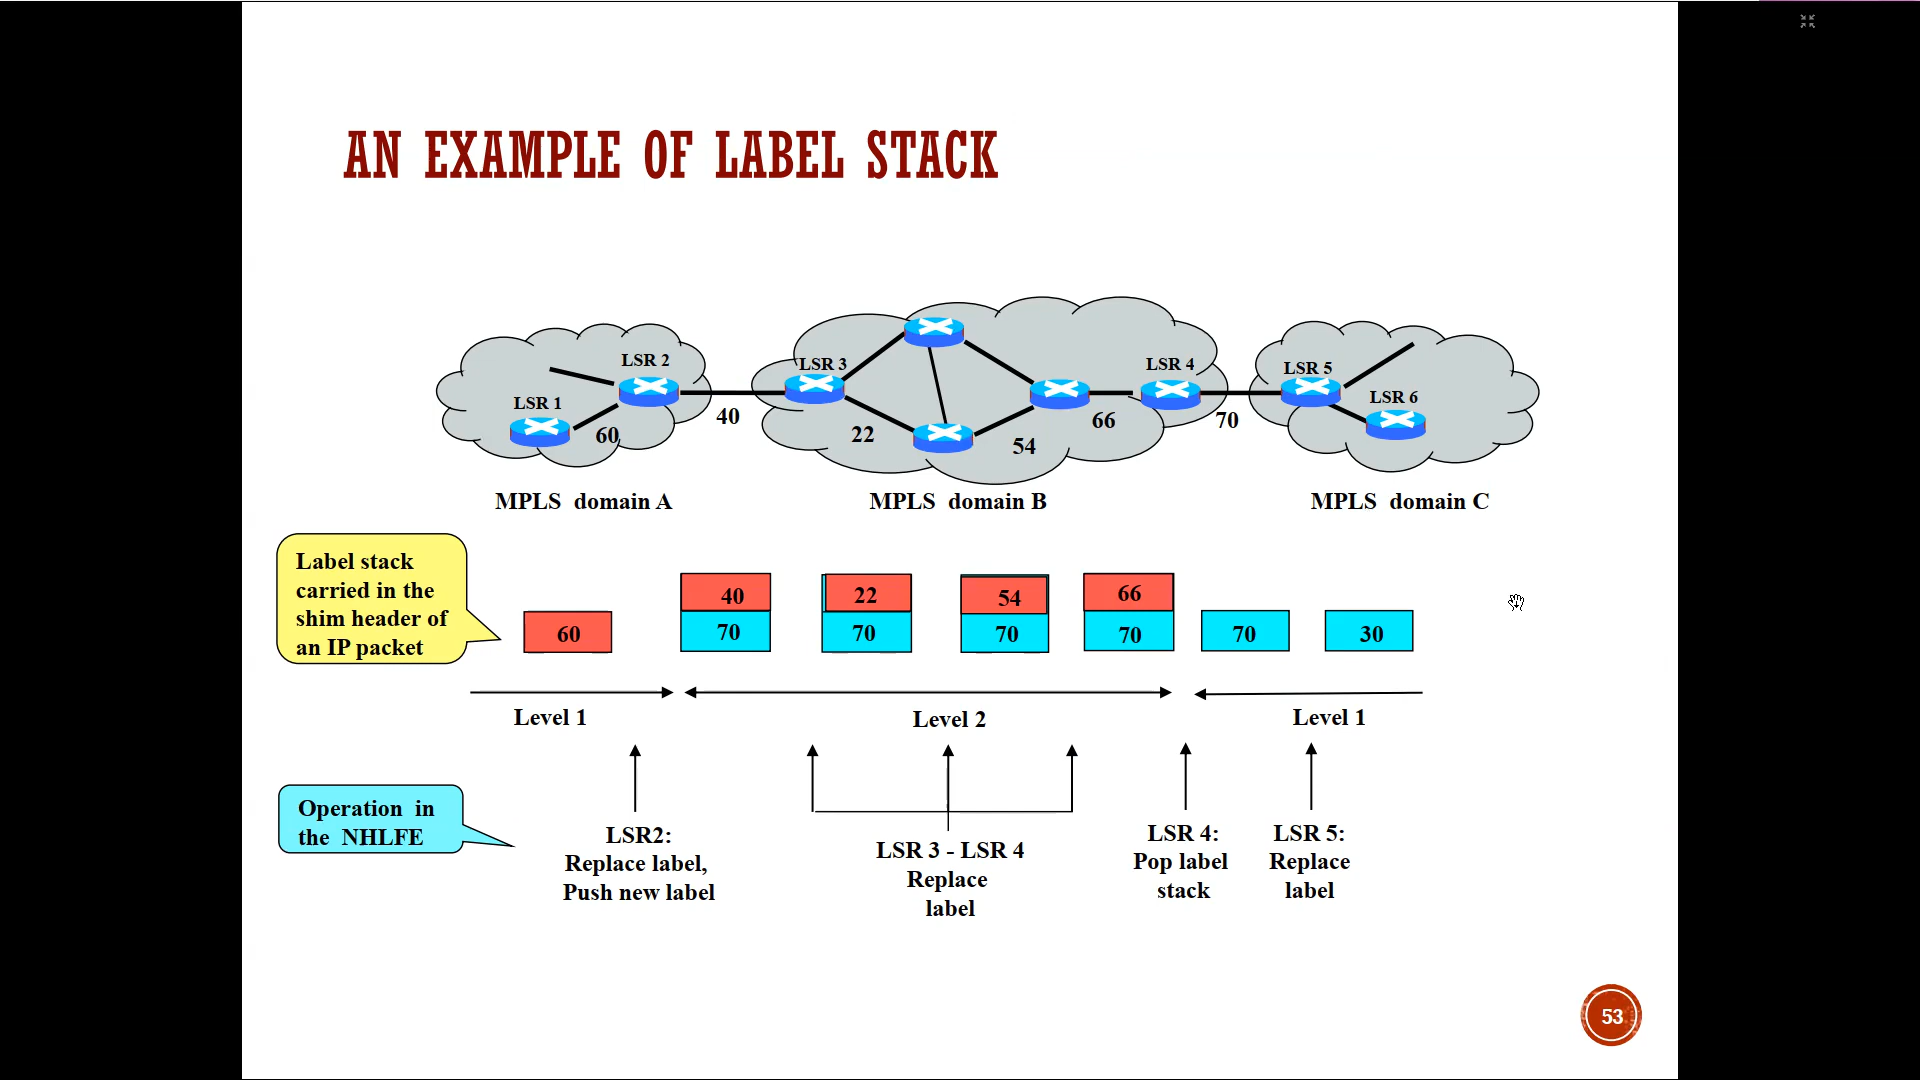 AN EXAMPLE OF LABEL STACK
LSR 1
LSR 2
LSR 3
LSR 4
LSR 5
LSR 6
60
40
22
54
66
70
MPLS domain A
MPLS domain B
MPLS domain C
Label stack
carried in the
shim header of
an IP packet
60
40
70
22
70
54
70
66
70
70
30
Level 1
Level 2
Level 1
Operation in
the NHLFE
LSR2:
Replace label,
Push new label
LSR 3 - LSR 4
Replace
label
LSR 4:
Pop label
stack
LSR 5:
Replace
label
53